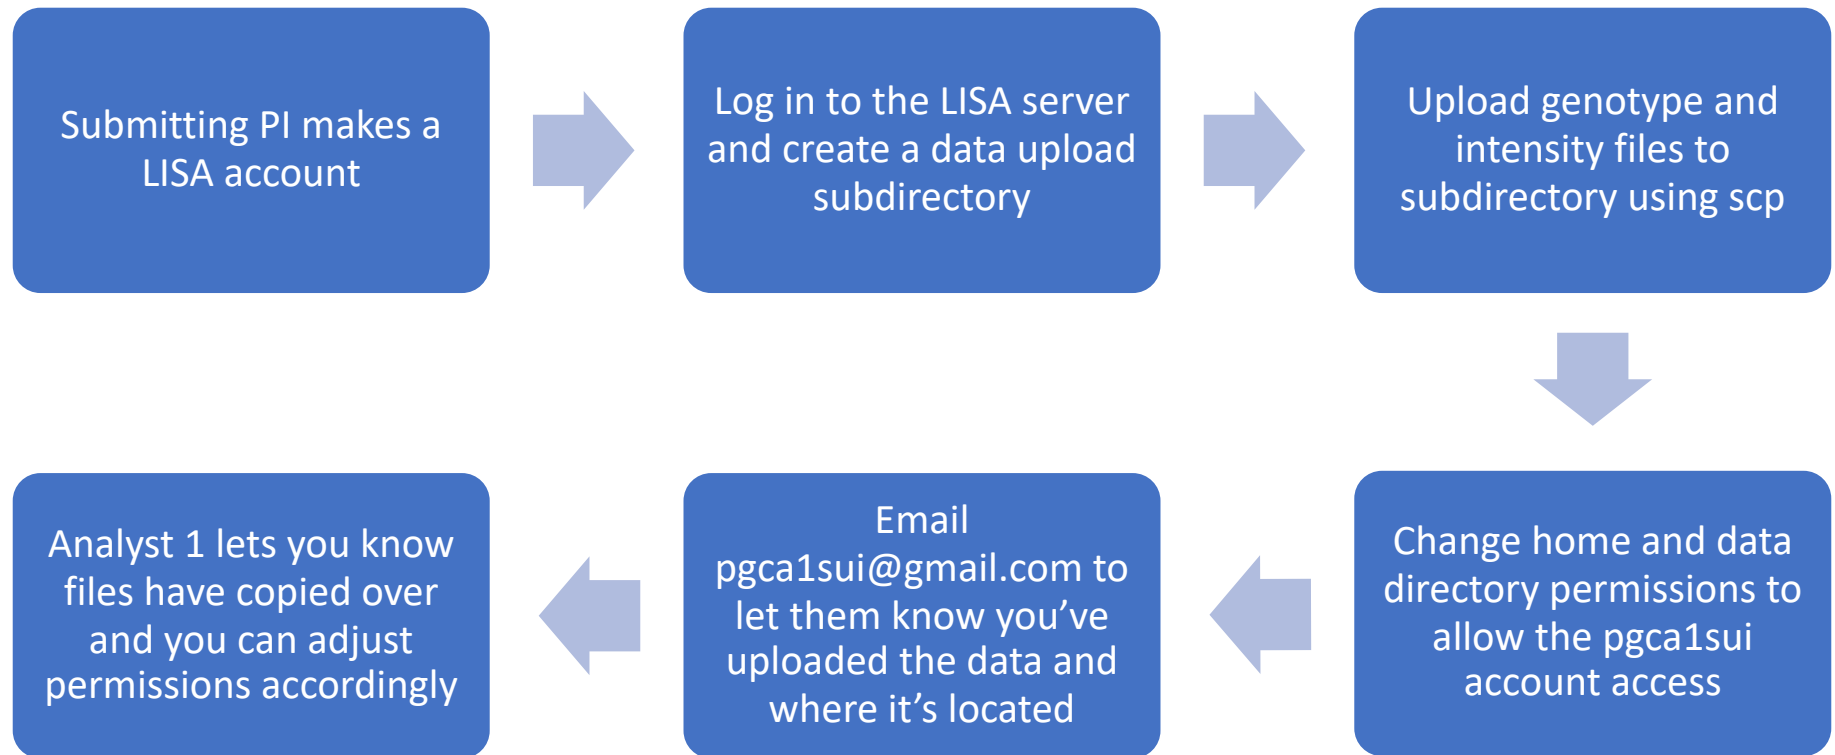 Submitting PI makes a
LISA account
Log in to the LISA server
and create a data upload
subdirectory
Upload genotype and
intensity files to
subdirectory using scp
Change home and data
directory permissions to
allow the pgca1sui
account access
Email
pgca1sui@gmail.com to
let them know you’ve
uploaded the data and
where it’s located
Analyst 1 lets you know
files have copied over
and you can adjust
permissions accordingly